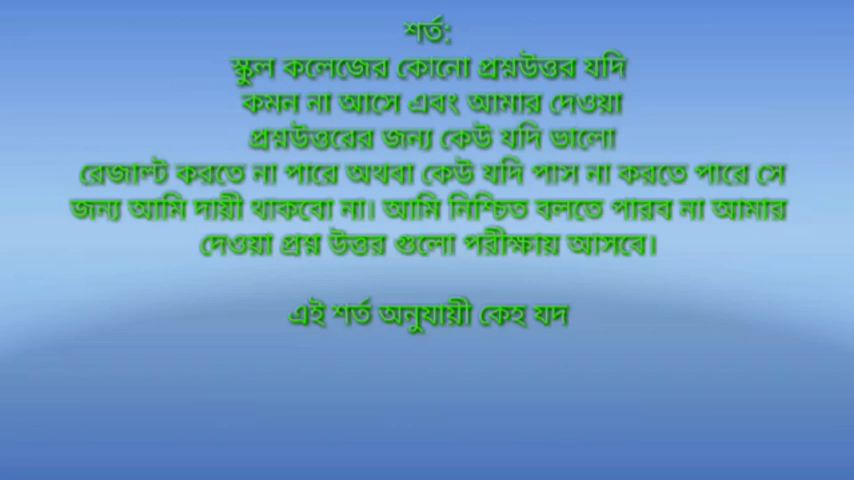 শর্ত:
স্কুল কলেজের কোনো প্রশ্নউত্তর যদি
কমন না আসে এবং আমার দেওয়া
প্রশ্নউত্তরের জন্য কেউ যদি ভালো
রেজাল্ট করতে না পারে অথবা কেউ যদি পাস না করতে পারে সে
জন্য আমি দায়ী থাকবো না। আমি নিশ্চিত বলতে পারব না আমার
দেওয়া প্রশ্ন উত্তর গুলো পরীক্ষায় আসবে।
এই শর্ত অনুযায়ী কেহ যদ